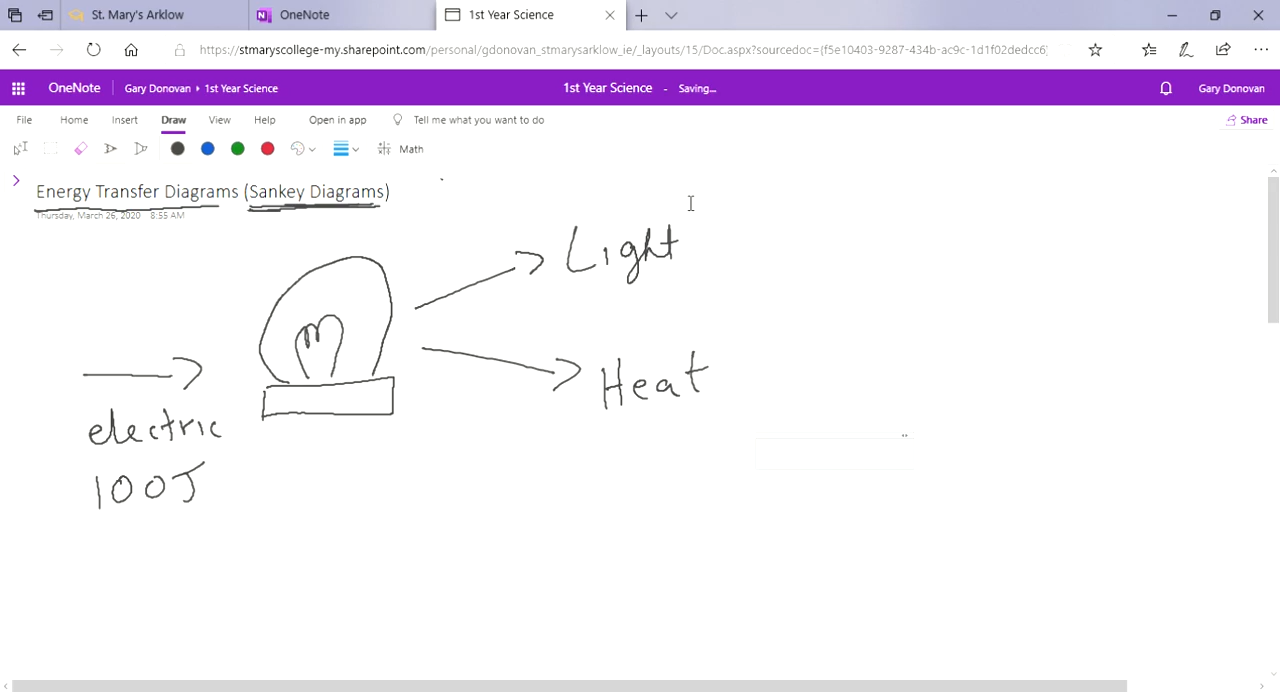 St. Mary's Arklow
OneNote
1st Year Science
https://stmaryscollege-my.sharepoint.com/personal/gdonovan_stmarysarklow_ie/_layouts/15/Doc.aspx?sourcedoc={f5e10403-9287-434b-ac9c-1d1f02dedcc6}
OneNote
Gary Donovan › 1st Year Science
1st Year Science - Saving...
Gary Donovan
File Home Insert Draw View Help Open in app Tell me what you want to do
Share
Math
Energy Transfer Diagrams (Sankey Diagrams)
Thursday, March 26, 2020 8:55 AM
Light
Heat
electric
100J